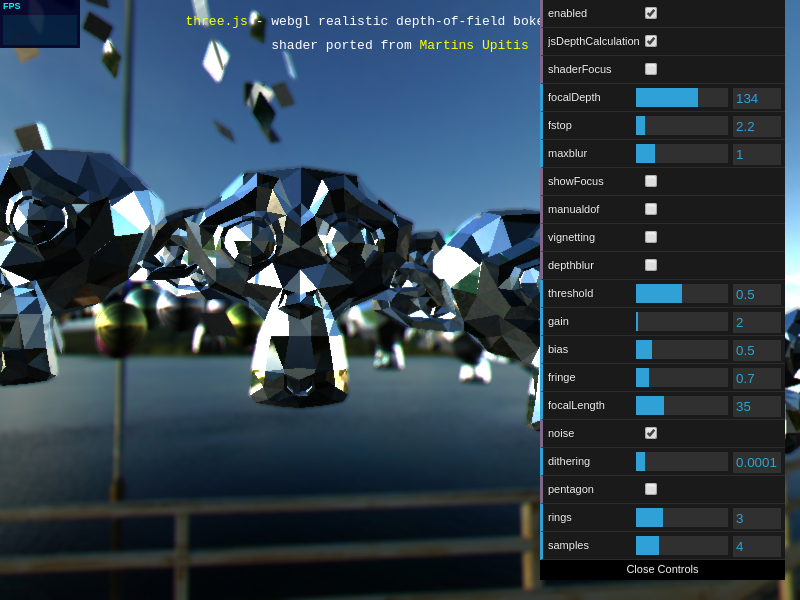 FPS
three.js - webgl realistic depth-of-field boke
shader ported from Martins Upitis
enabled
jsDepthCalculation
shaderFocus
focalDepth 134
fstop 2.2
maxblur 1
showFocus
manualdof
vignetting
depthblur
threshold 0.5
gain 2
bias 0.5
fringe 0.7
focalLength 35
noise
dithering 0.0001
pentagon
rings 3
samples 4
Close Controls